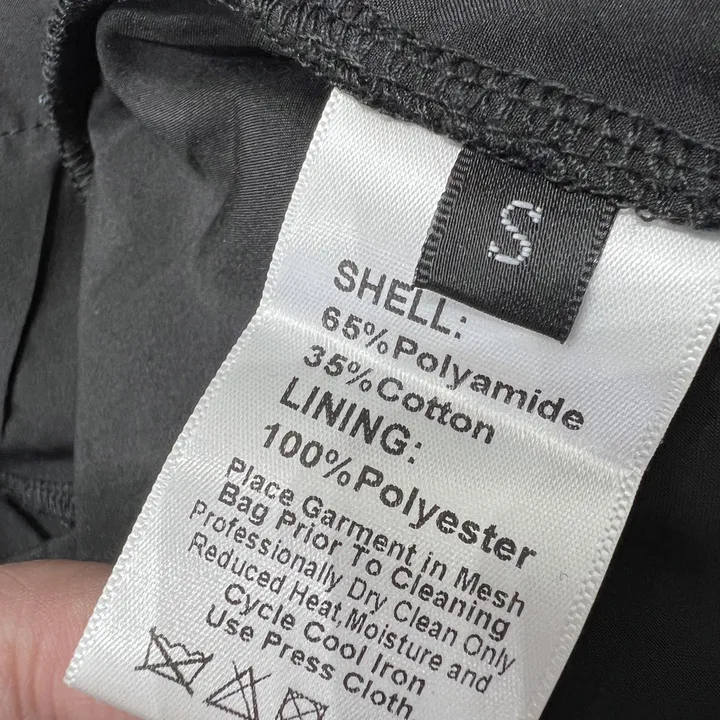 S
SHELL:
65%Polyamide
35%Cotton
LINING:
100%Polyester
Place Garment in Mesh
Bag Prior To Cleaning
Professionally Dry Clean Only
Reduced Heat,Moisture and
Cycle Cool Iron
Use Press Cloth